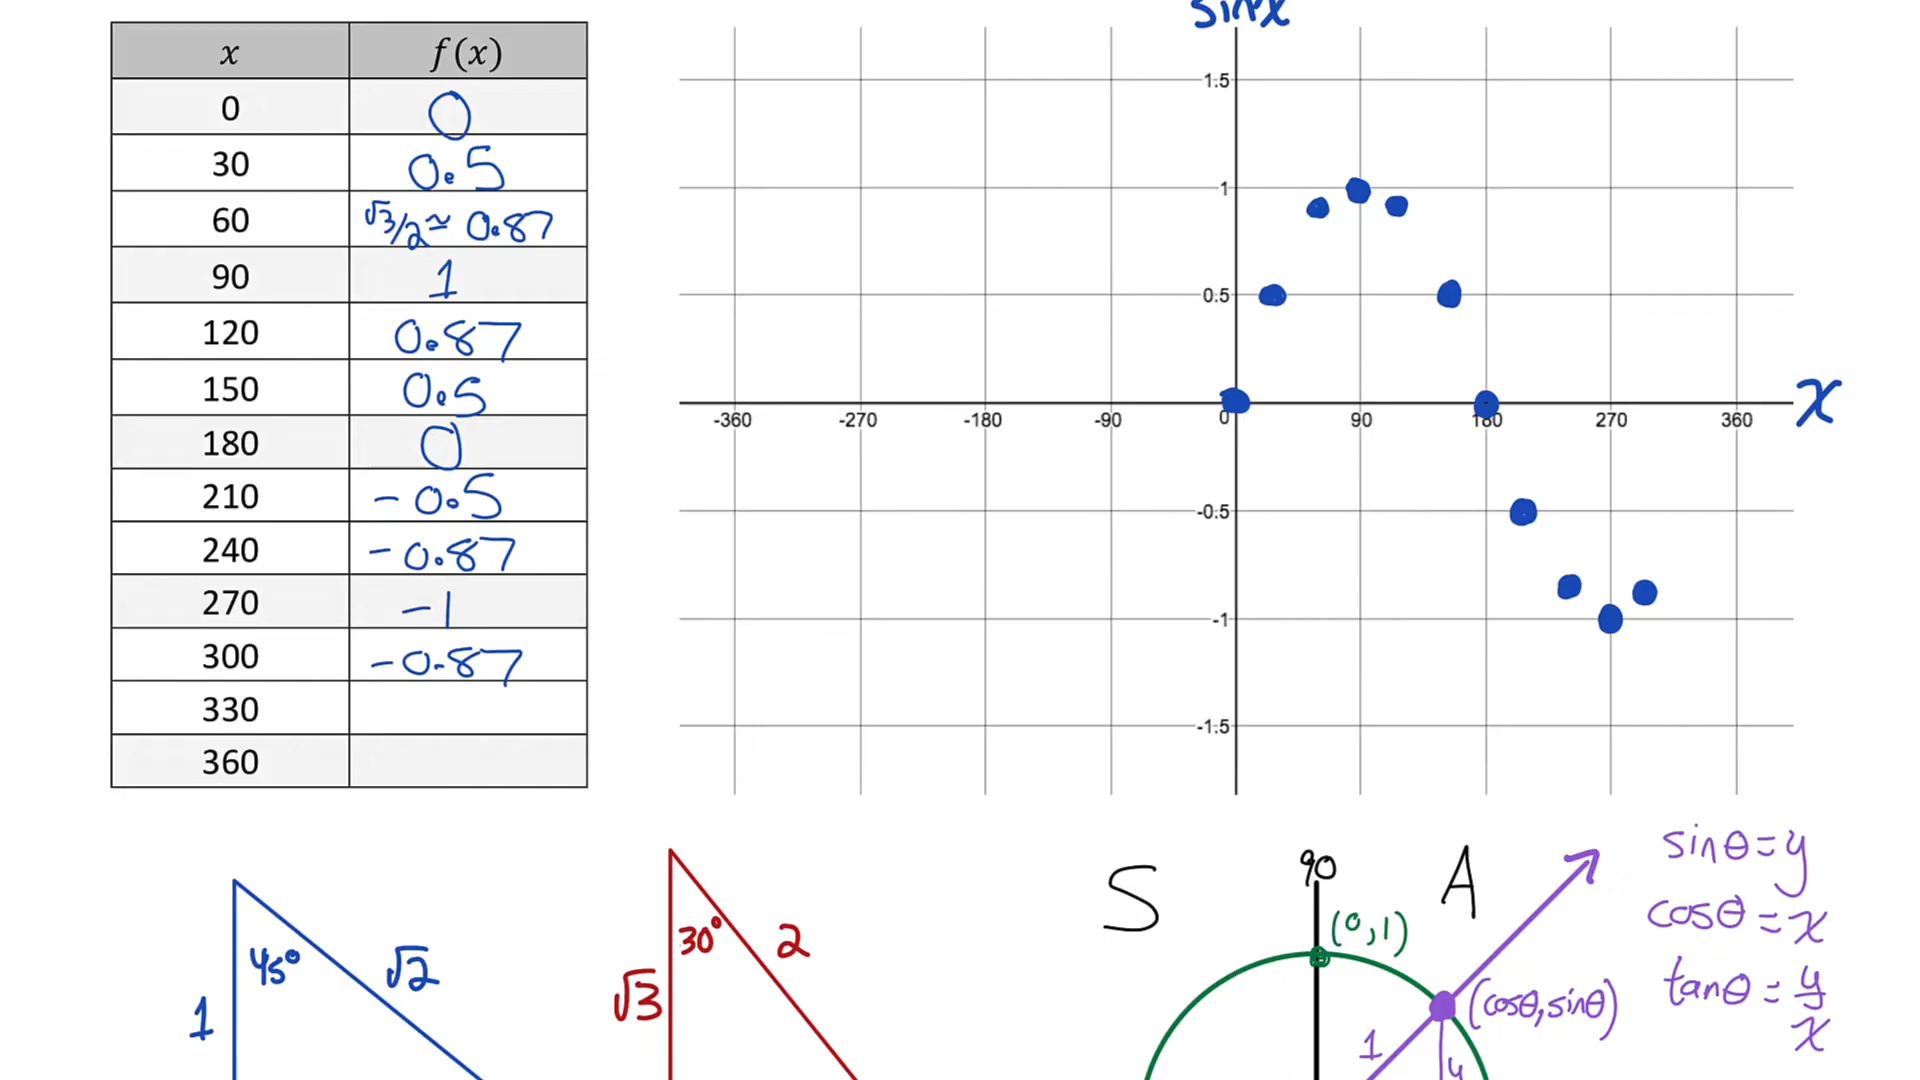 x f(x)
0 0
30 0.5
60 √3/2 ≃ 0.87
90 1
120 0.87
150 0.5
180 0
210 -0.5
240 -0.87
270 -1
300 -0.87
330
360
sin x
1.5
1
0.5
-360 -270 -180 -90 0 90 180 270 360 x
-0.5
-1
-1.5
45° √2
1
30° 2
√3
S 90 A
(0,1)
(cosθ,sinθ)
1 y
sinθ = y
cosθ = x
tanθ = y/x